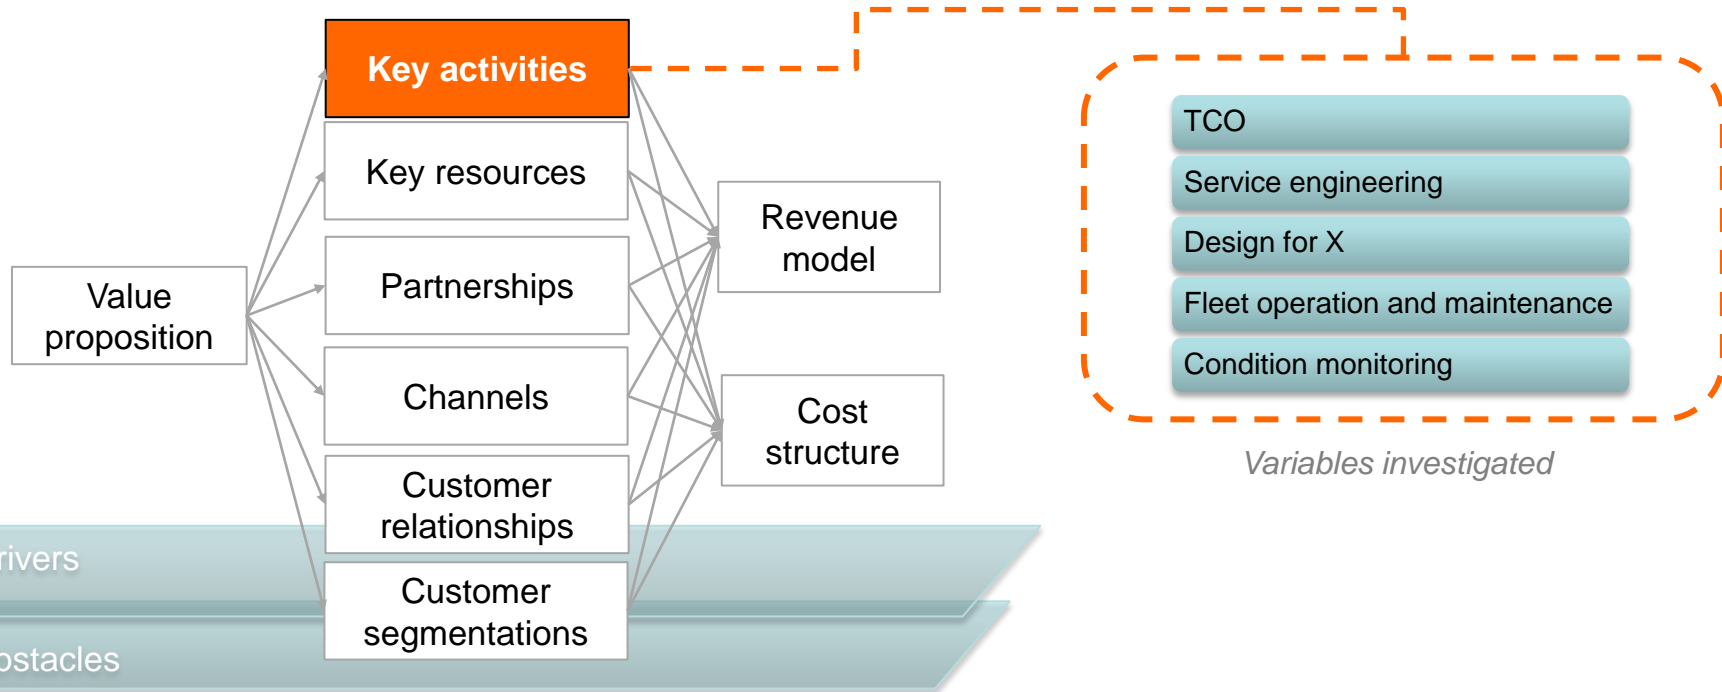 Key activities
Key resources
Partnerships
Channels
Customer
relationships
Customer
segmentations
Value
proposition
Revenue
model
Cost
structure
TCO
Service engineering
Design for X
Fleet operation and maintenance
Condition monitoring
Variables investigated
rivers
bstacles